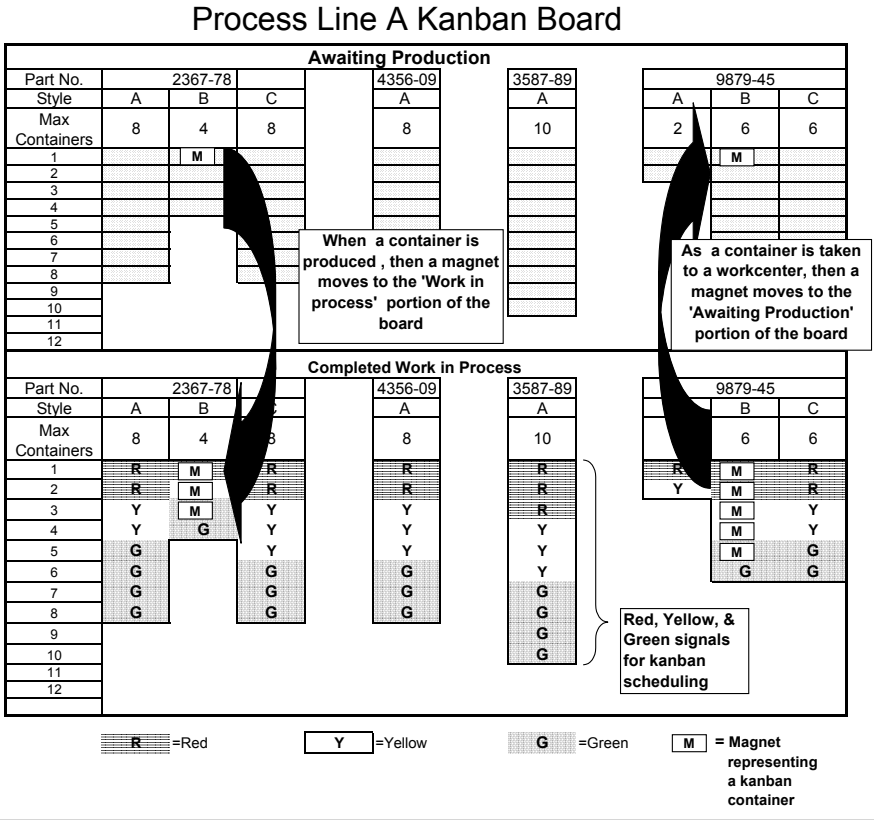 Process Line A Kanban Board
Awaiting Production
Part No. 2367-78 4356-09 3587-89 9879-45
Style A B C A A A B C
Max
Containers 8 4 8 8 10 2 6 6
1 M M
2
3
4
5
6
7
8
9
10
11
12
When a container is
produced , then a magnet
moves to the 'Work in
process' portion of the
board
As a container is taken
to a workcenter, then a
magnet moves to the
'Awaiting Production'
portion of the board
Completed Work in Process
Part No. 2367-78 4356-09 3587-89 9879-45
Style A B C A A B C
Max
Containers 8 4 8 8 10 6 6
1 R M R R R R M R
2 R M R R R Y M R
3 Y M Y Y R M Y
4 Y G Y Y Y M Y
5 G Y Y Y M G
6 G G G Y G G
7 G G G G
8 G G G G
9 G
10 G
11
12
Red, Yellow, &
Green signals
for kanban
scheduling
R =Red Y =Yellow G =Green M = Magnet
representing
a kanban
container